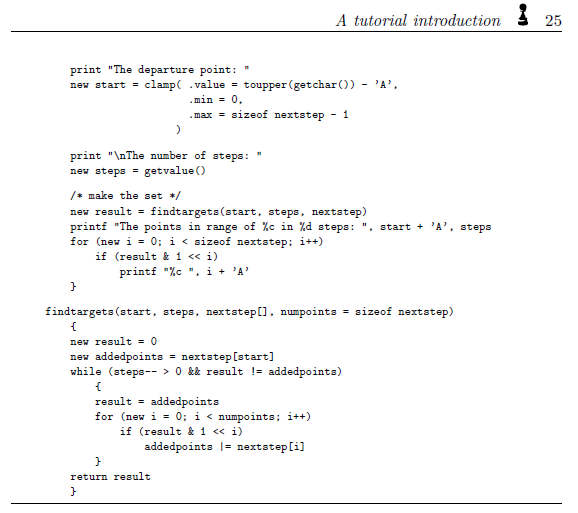 A tutorial introduction 25
print "The departure point: "
new start = clamp( .value = toupper(getchar()) - ’A’,
.min = 0,
.max = sizeof nextstep - 1
)
print "\nThe number of steps: "
new steps = getvalue()
/* make the set */
new result = findtargets(start, steps, nextstep)
printf "The points in range of %c in %d steps: ", start + ’A’, steps
for (new i = 0; i < sizeof nextstep; i++)
if (result & 1 << i)
printf "%c ", i + ’A’
}
findtargets(start, steps, nextstep[], numpoints = sizeof nextstep)
{
new result = 0
new addedpoints = nextstep[start]
while (steps-- > 0 && result != addedpoints)
{
result = addedpoints
for (new i = 0; i < numpoints; i++)
if (result & 1 << i)
addedpoints |= nextstep[i]
}
return result
}